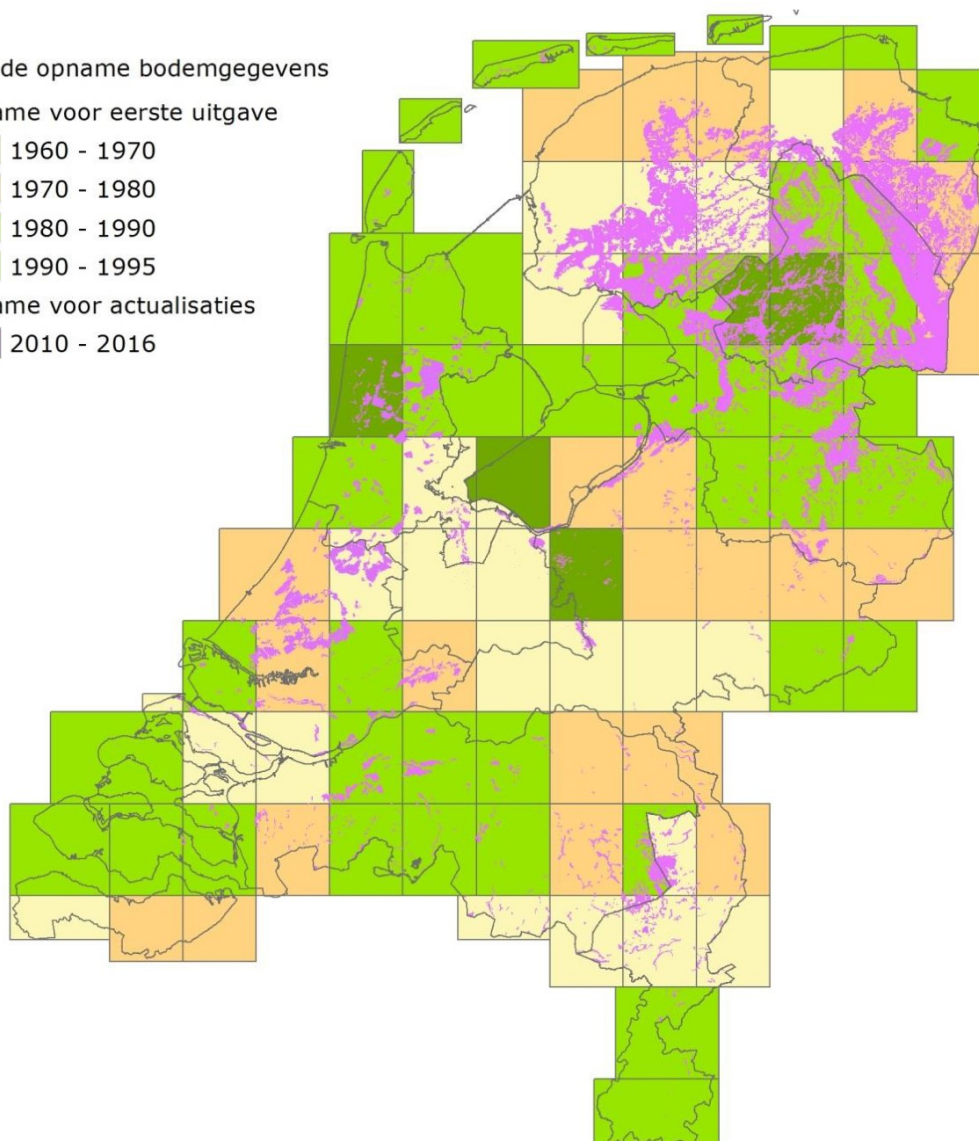 de opname bodemgegevens
ame voor eerste uitgave
1960 - 1970
1970 - 1980
1980 - 1990
1990 - 1995
ame voor actualisaties
2010 - 2016